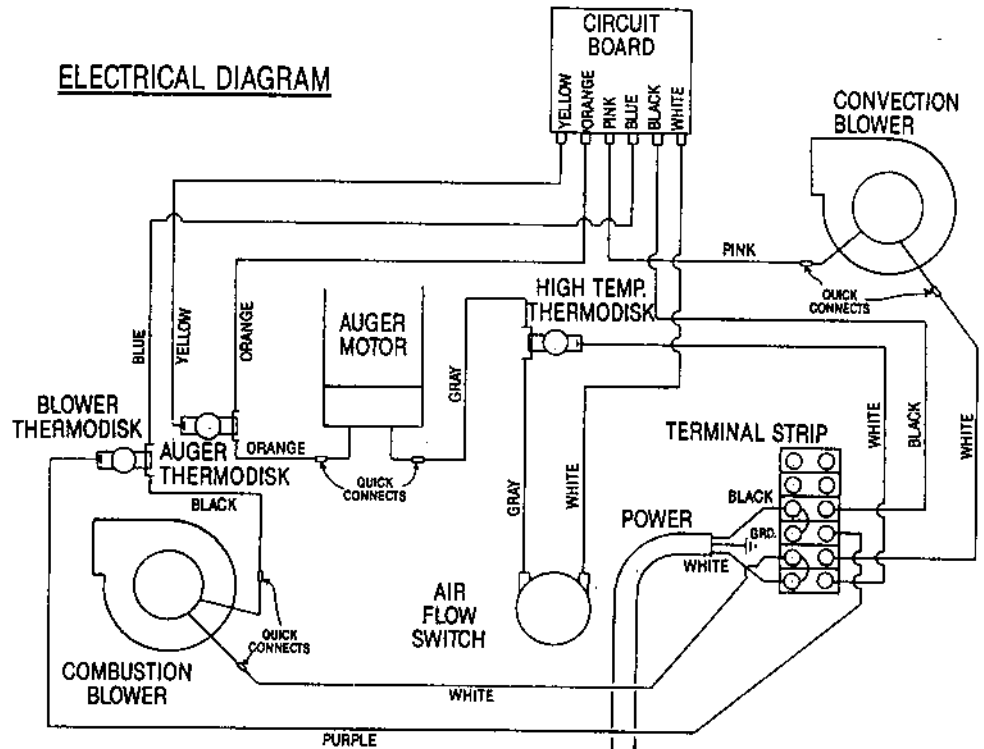 CIRCUIT
BOARD
ELECTRICAL DIAGRAM
YELLOW
ORANGE
PINK
BLUE
BLACK
WHITE
CONVECTION
BLOWER
PINK
QUICK
CONNECTS
HIGH TEMP.
THERMODISK
AUGER
MOTOR
BLUE
YELLOW
ORANGE
GRAY
WHITE
BLACK
WHITE
BLOWER
THERMODISK
AUGER
THERMODISK
ORANGE
QUICK
CONNECTS
TERMINAL STRIP
BLACK
GRAY
WHITE
BLACK
POWER
GRD.
WHITE
AIR
FLOW
SWITCH
QUICK
CONNECTS
COMBUSTION
BLOWER
WHITE
PURPLE